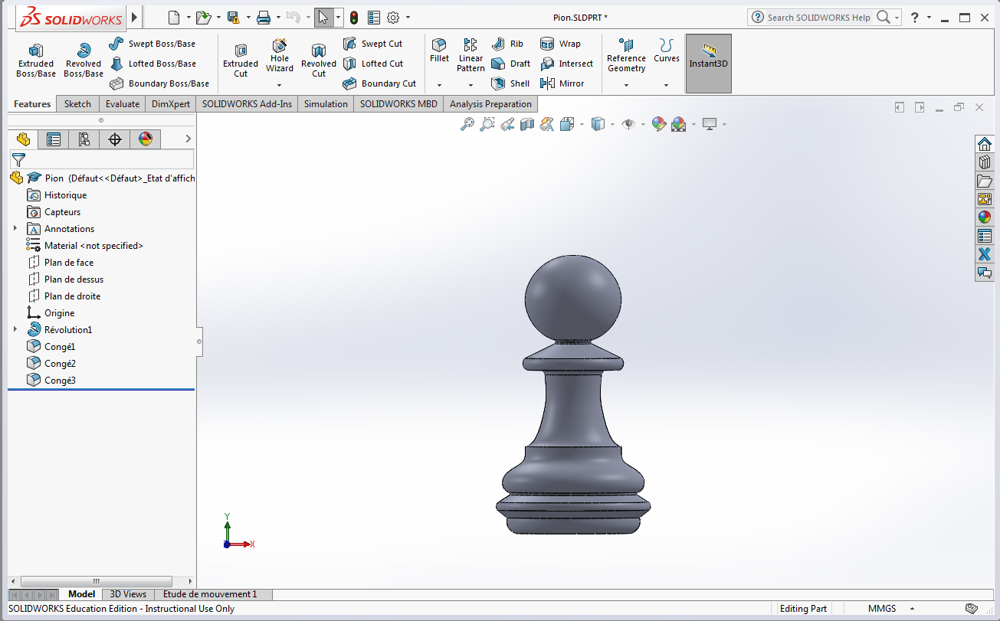 SOLIDWORKS
Pion.SLDPRT *
Search SOLIDWORKS Help
?
Extruded Boss/Base
Revolved Boss/Base
Swept Boss/Base
Lofted Boss/Base
Boundary Boss/Base
Extruded Cut
Hole Wizard
Revolved Cut
Swept Cut
Lofted Cut
Boundary Cut
Fillet
Linear Pattern
Rib
Draft
Shell
Wrap
Intersect
Mirror
Reference Geometry
Curves
Instant3D
Features
Sketch
Evaluate
DimXpert
SOLIDWORKS Add-Ins
Simulation
SOLIDWORKS MBD
Analysis Preparation
Pion (Défaut<<Défaut>_Etat d'affich
Historique
Capteurs
Annotations
Material <not specified>
Plan de face
Plan de dessus
Plan de droite
Origine
Révolution1
Congé1
Congé2
Congé3
Y
X
Model
3D Views
Etude de mouvement 1
SOLIDWORKS Education Edition - Instructional Use Only
Editing Part
MMGS